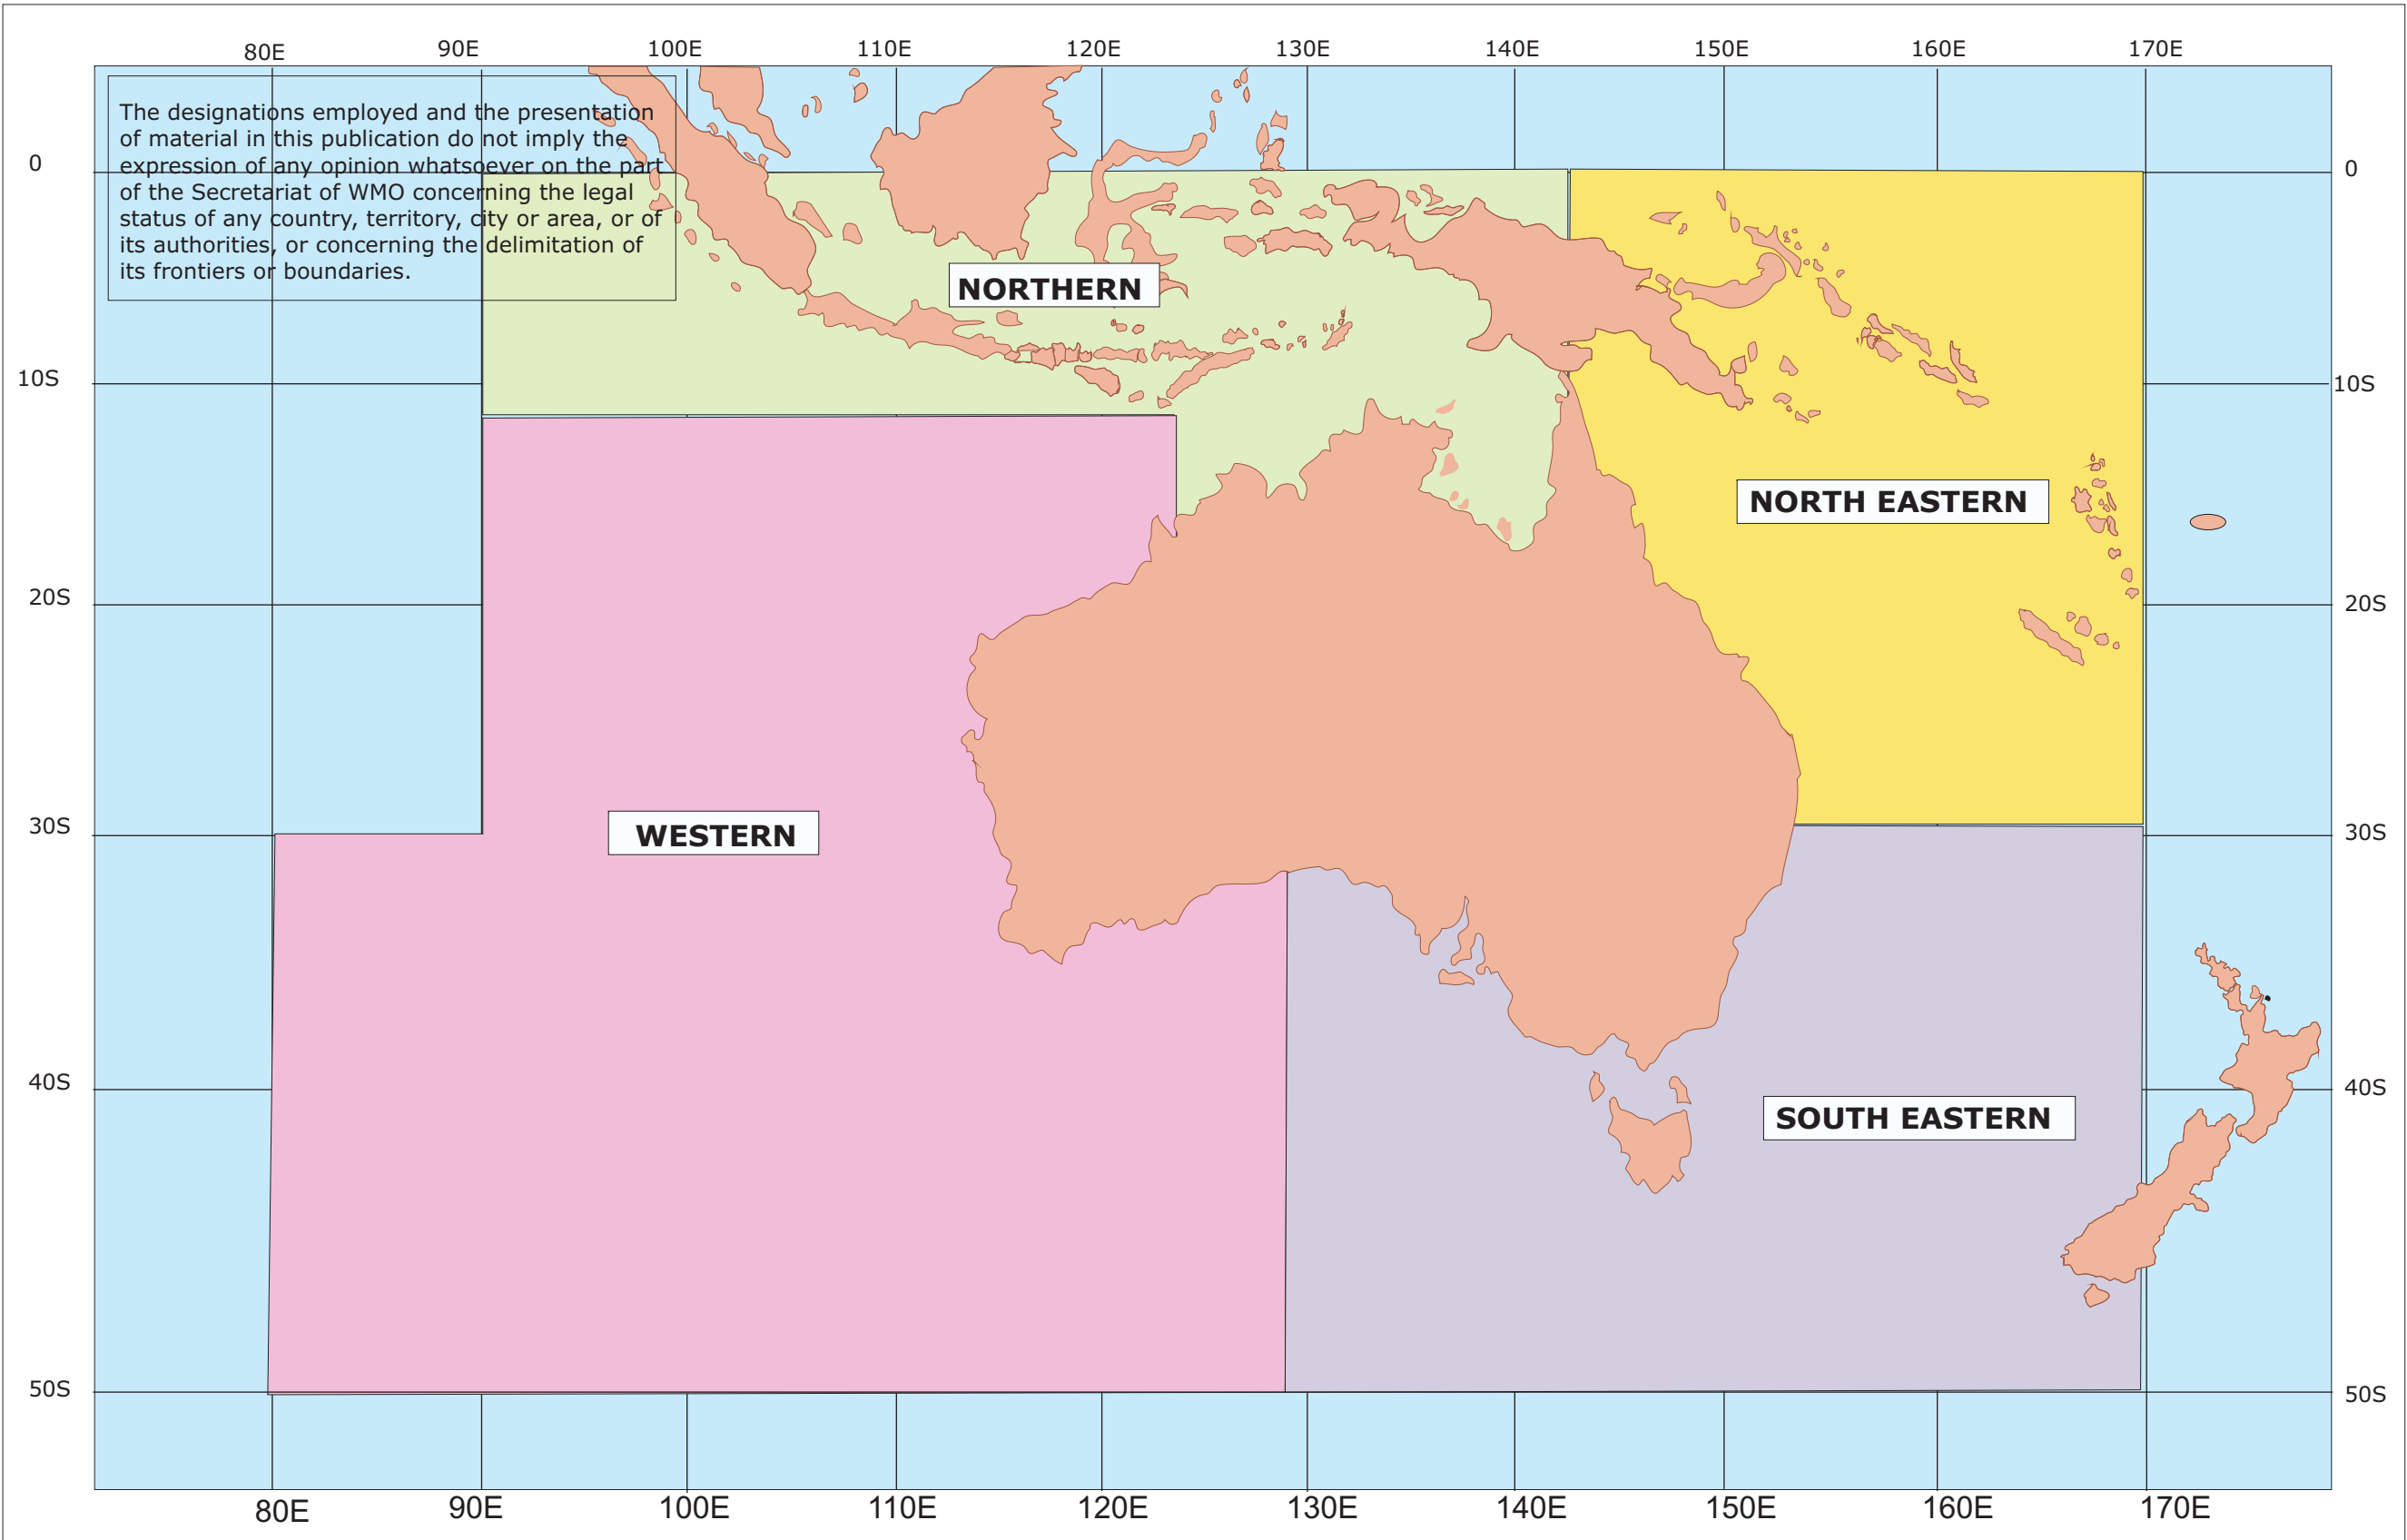 80E 90E 100E 110E 120E 130E 140E 150E 160E 170E
The designations employed and the presentation
of material in this publication do not imply the
expression of any opinion whatsoever on the part
of the Secretariat of WMO concerning the legal
status of any country, territory, city or area, or of
its authorities, or concerning the delimitation of
its frontiers or boundaries.
0 0
NORTHERN
10S 10S
NORTH EASTERN
20S 20S
30S 30S
WESTERN
40S 40S
SOUTH EASTERN
50S 50S
80E 90E 100E 110E 120E 130E 140E 150E 160E 170E